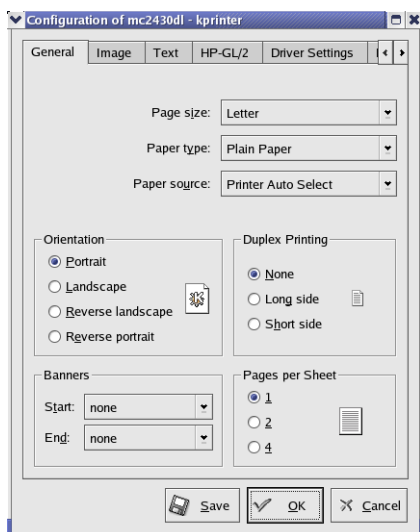 Configuration of mc2430dl - kprinter
General Image Text HP-GL/2 Driver Settings
Page size: Letter
Paper type: Plain Paper
Paper source: Printer Auto Select
Orientation
Portrait
Landscape
Reverse landscape
Reverse portrait
Duplex Printing
None
Long side
Short side
Banners
Start: none
End: none
Pages per Sheet
1
2
4
Save OK Cancel